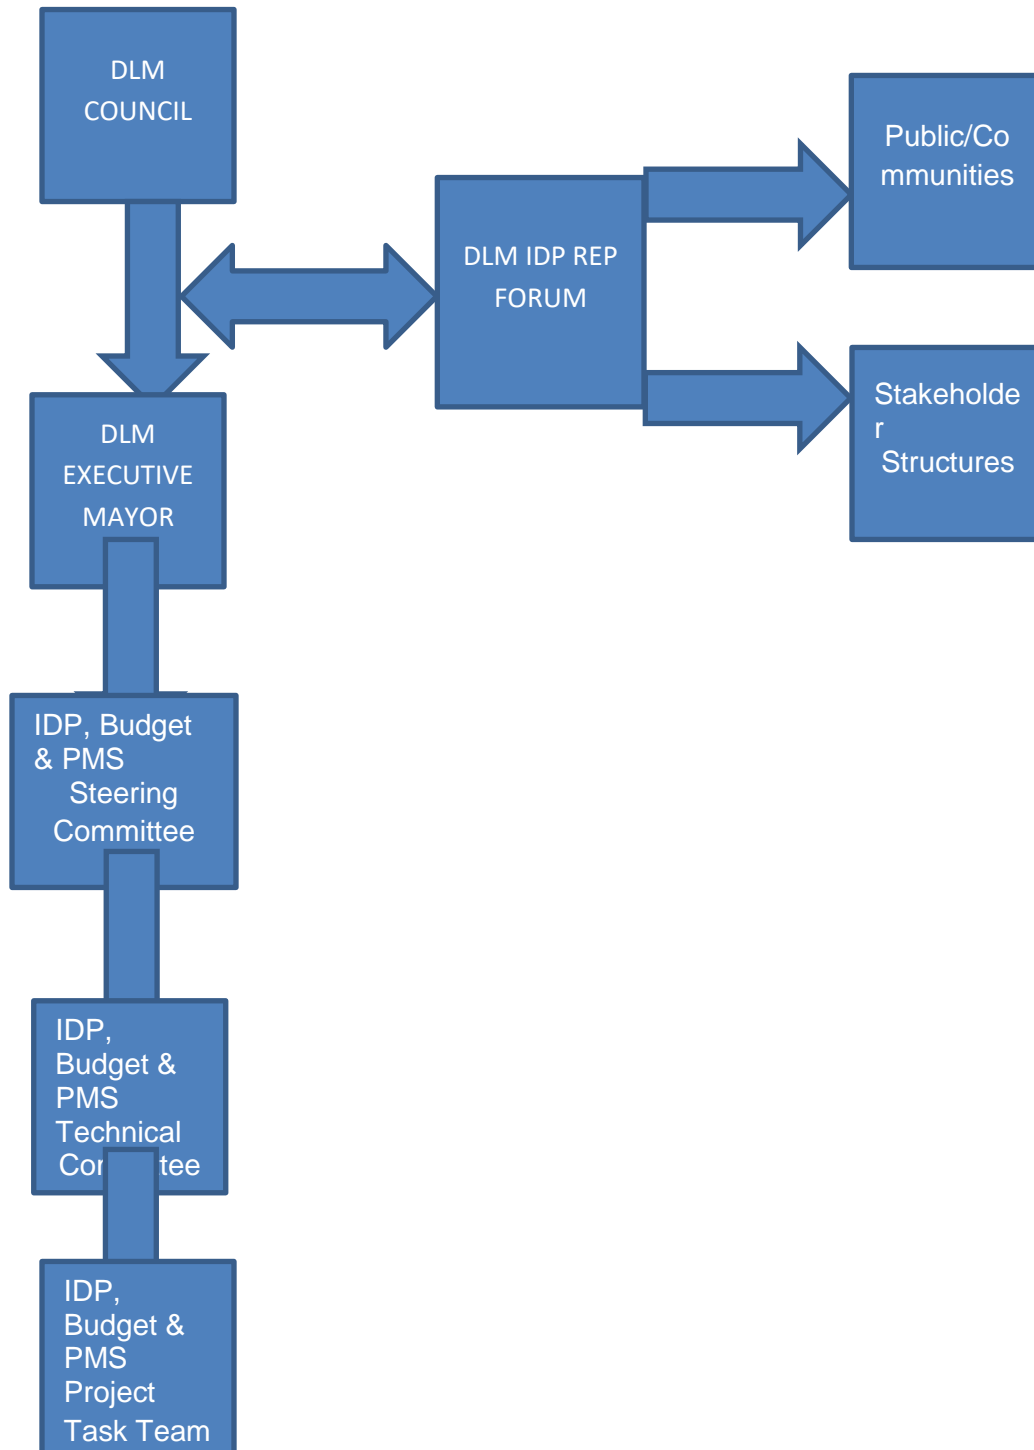 DLM
COUNCIL
Public/Co
mmunities
DLM IDP REP
FORUM
Stakeholde
r
Structures
DLM
EXECUTIVE
MAYOR
IDP, Budget
& PMS
Steering
Committee
IDP,
Budget &
PMS
Technical
IDP,
Budget &
PMS
Project
Task Team